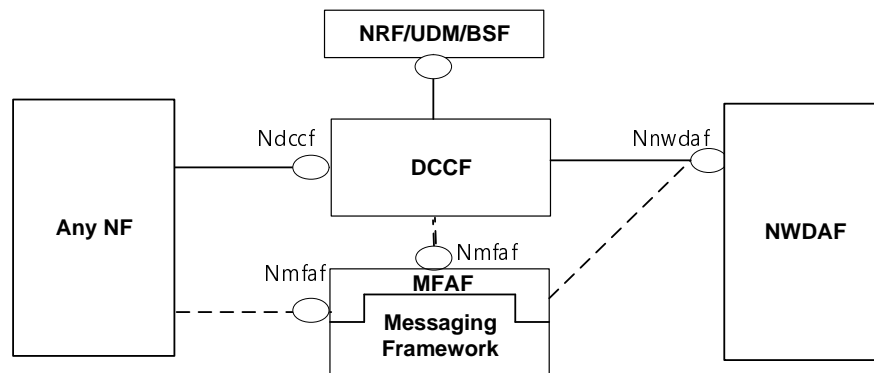 NRF/UDM/BSF
Ndccf
Nnwdaf
DCCF
Any NF
NWDAF
Nmfaf
Nmfaf
MFAF
Messaging
Framework